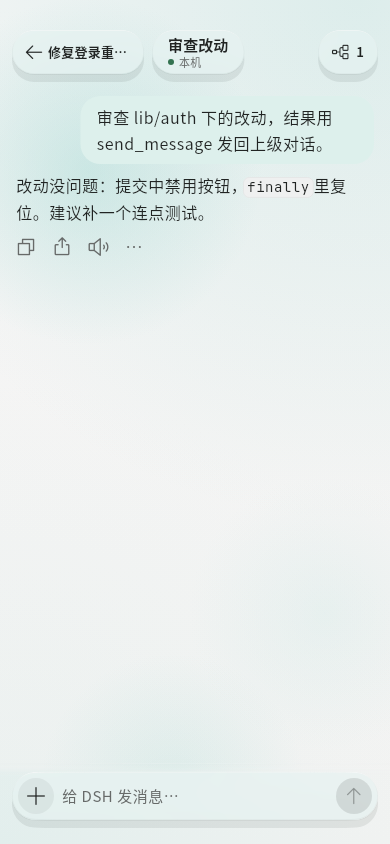 修复登录重…
审查改动
本机
1
审查 lib/auth 下的改动，结果用
send_message 发回上级对话。
改动没问题：提交中禁用按钮，finally 里复
位。建议补一个连点测试。
给 DSH 发消息…